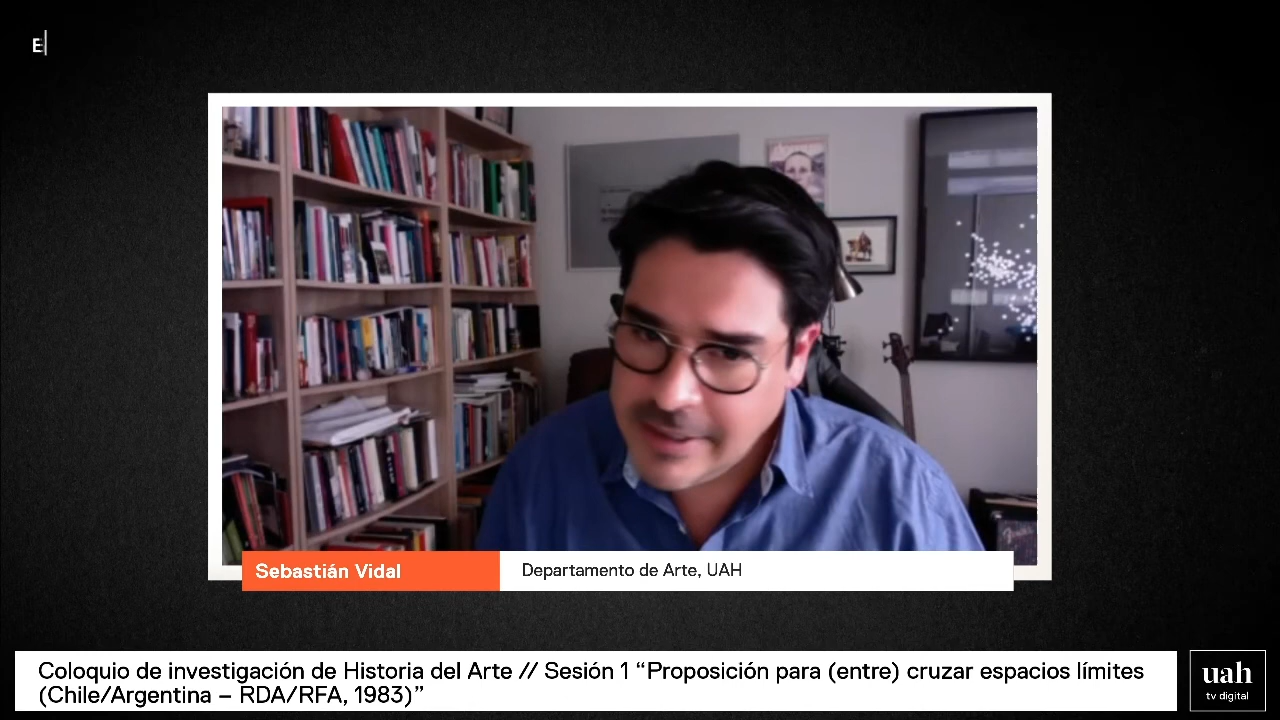 E
Sebastián Vidal
Departamento de Arte, UAH
Coloquio de investigación de Historia del Arte // Sesión 1 “Proposición para (entre) cruzar espacios límites
(Chile/Argentina – RDA/RFA, 1983)”
uah
tv digital